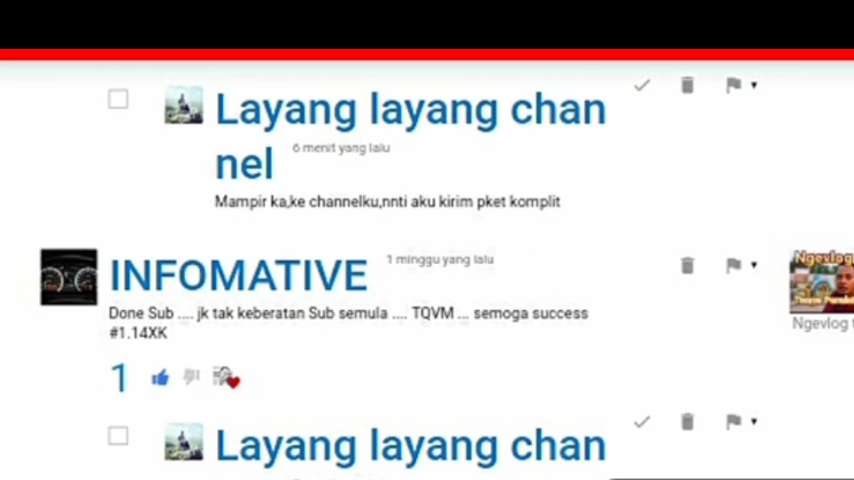 Layang layang chan
nel 6 menit yang lalu
Mampir ka,ke channelku,nnti aku kirim pket komplit
INFOMATIVE 1 minggu yang lalu
Done Sub .... jk tak keberatan Sub semula .... TQVM ... semoga success
#1.14XK
Ngevlog
Ngevlog t
1
Layang layang chan